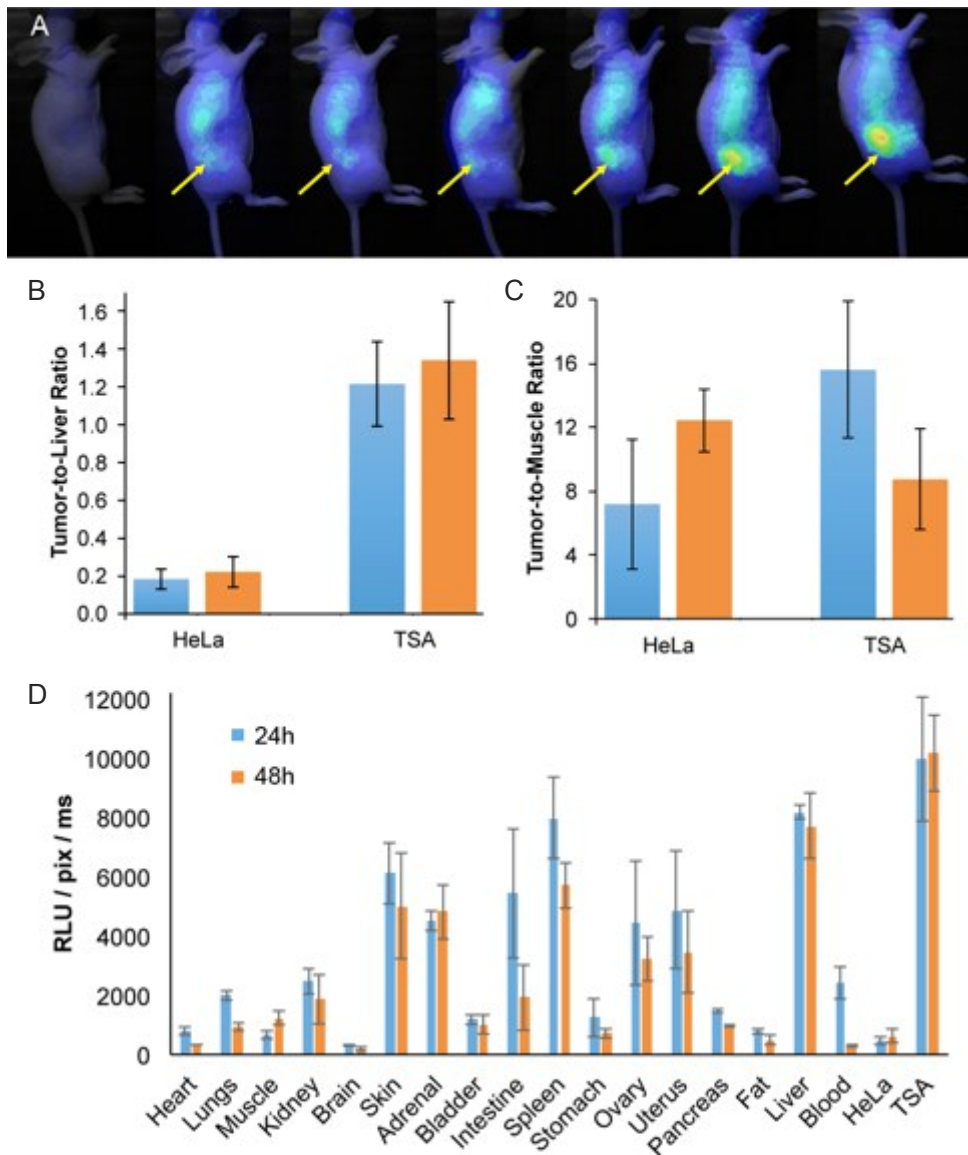 A
B
Tumor-to-Liver Ratio
1.6
1.4
1.2
1.0
0.8
0.6
0.4
0.2
0.0
HeLa
TSA
C
Tumor-to-Muscle Ratio
20
16
12
8
4
0
HeLa
TSA
D
RLU / pix / ms
12000
10000
8000
6000
4000
2000
0
24h
48h
Heart
Lungs
Muscle
Kidney
Brain
Skin
Adrenal
Bladder
Intestine
Spleen
Stomach
Ovary
Uterus
Pancreas
Fat
Liver
Blood
HeLa
TSA